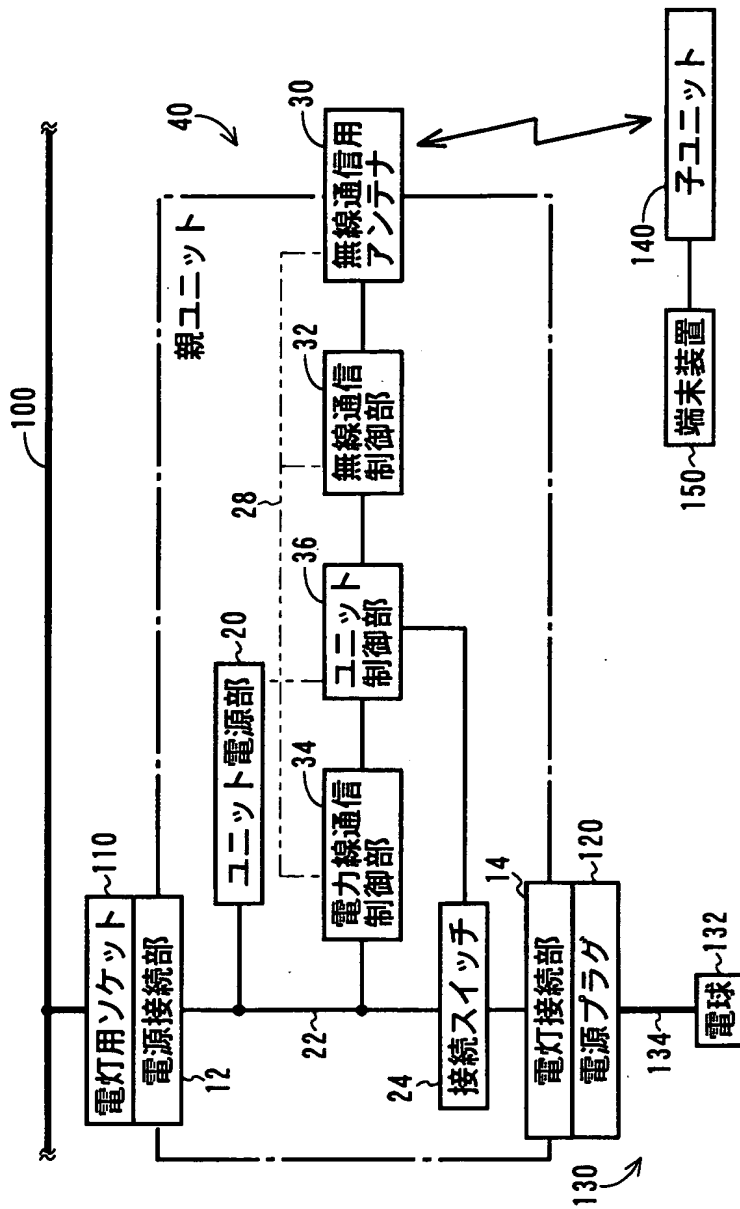 100
電灯用ソケット
110
電源接続部
12
親ユニット
40
ユニット電源部
20
22
28
電力線通信
制御部
34
ユニット
制御部
36
無線通信
制御部
32
無線通信用
アンテナ
30
接続スイッチ
24
電灯接続部
14
電源プラグ
120
130
134
電球
132
端末装置
150
子ユニット
140